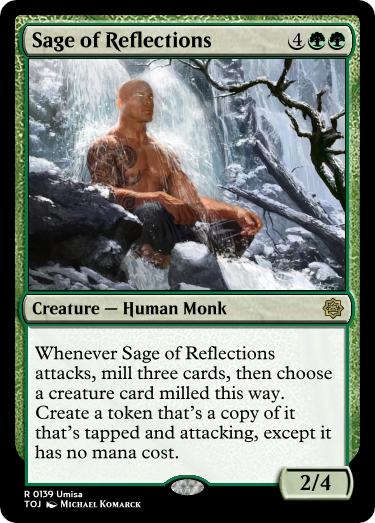 Sage of Reflections 4
Creature — Human Monk
Whenever Sage of Reflections
attacks, mill three cards, then choose
a creature card milled this way.
Create a token that's a copy of it
that's tapped and attacking, except it
has no mana cost.
2/4
R 0139 Umisa
TOJ Michael Komarck